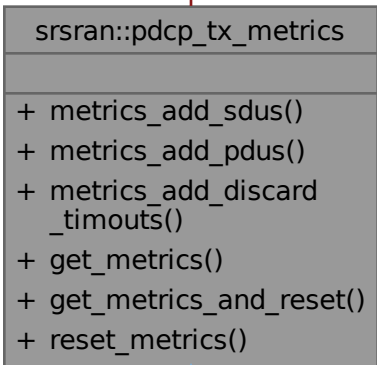 srsran::pdcp_tx_metrics
+ metrics_add_sdus()
+ metrics_add_pdus()
+ metrics_add_discard
_timouts()
+ get_metrics()
+ get_metrics_and_reset()
+ reset_metrics()